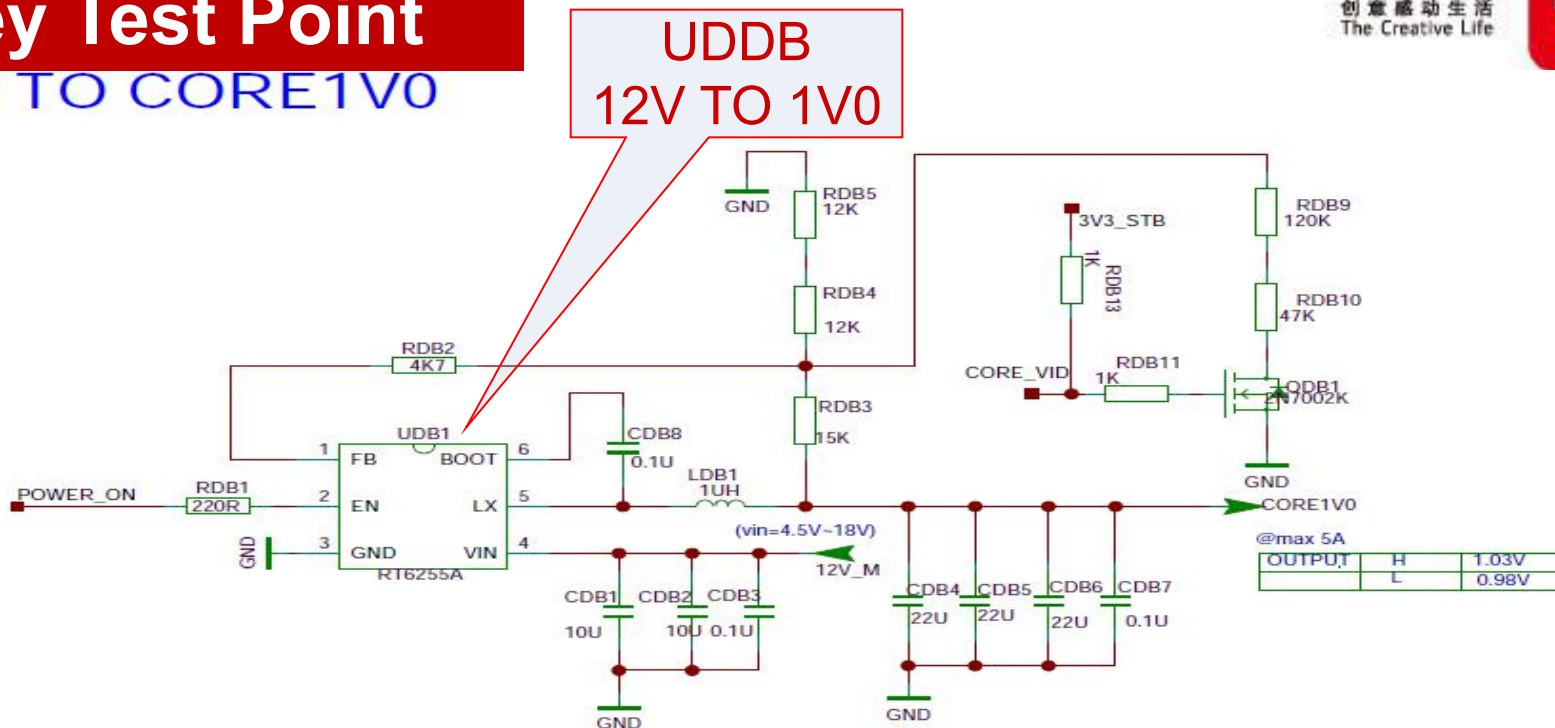 ey Test Point
创意感动生活
The Creative Life
TO CORE1V0
UDDB
12V TO 1V0
GND
RDB5
12K
RDB4
12K
3V3_STB
1K
RDB13
RDB9
120K
RDB10
47K
RDB2
4K7
CORE_VID
RDB11
1K
QDB1
2N7002K
GND
RDB3
15K
UDB1
1
FB
BOOT
6
CDB8
0.1U
POWER_ON
RDB1
220R
2
EN
LX
5
LDB1
1UH
CORE1V0
(vin=4.5V~18V)
GND
3
GND
VIN
4
12V_M
RT6255A
@max 5A
OUTPUT
H
1.03V
L
0.98V
CDB1
10U
CDB2
10U
CDB3
0.1U
GND
CDB4
22U
CDB5
22U
CDB6
22U
CDB7
0.1U
GND